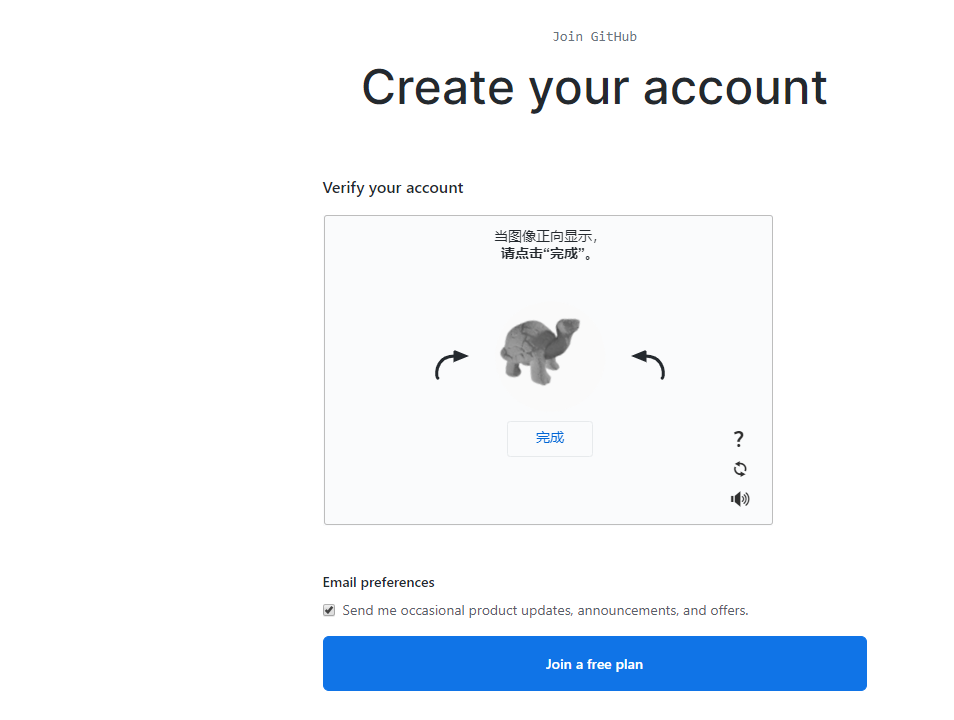 Join GitHub
Create your account
Verify your account
当图像正向显示，
请点击“完成”。
完成
?
Email preferences
Send me occasional product updates, announcements, and offers.
Join a free plan